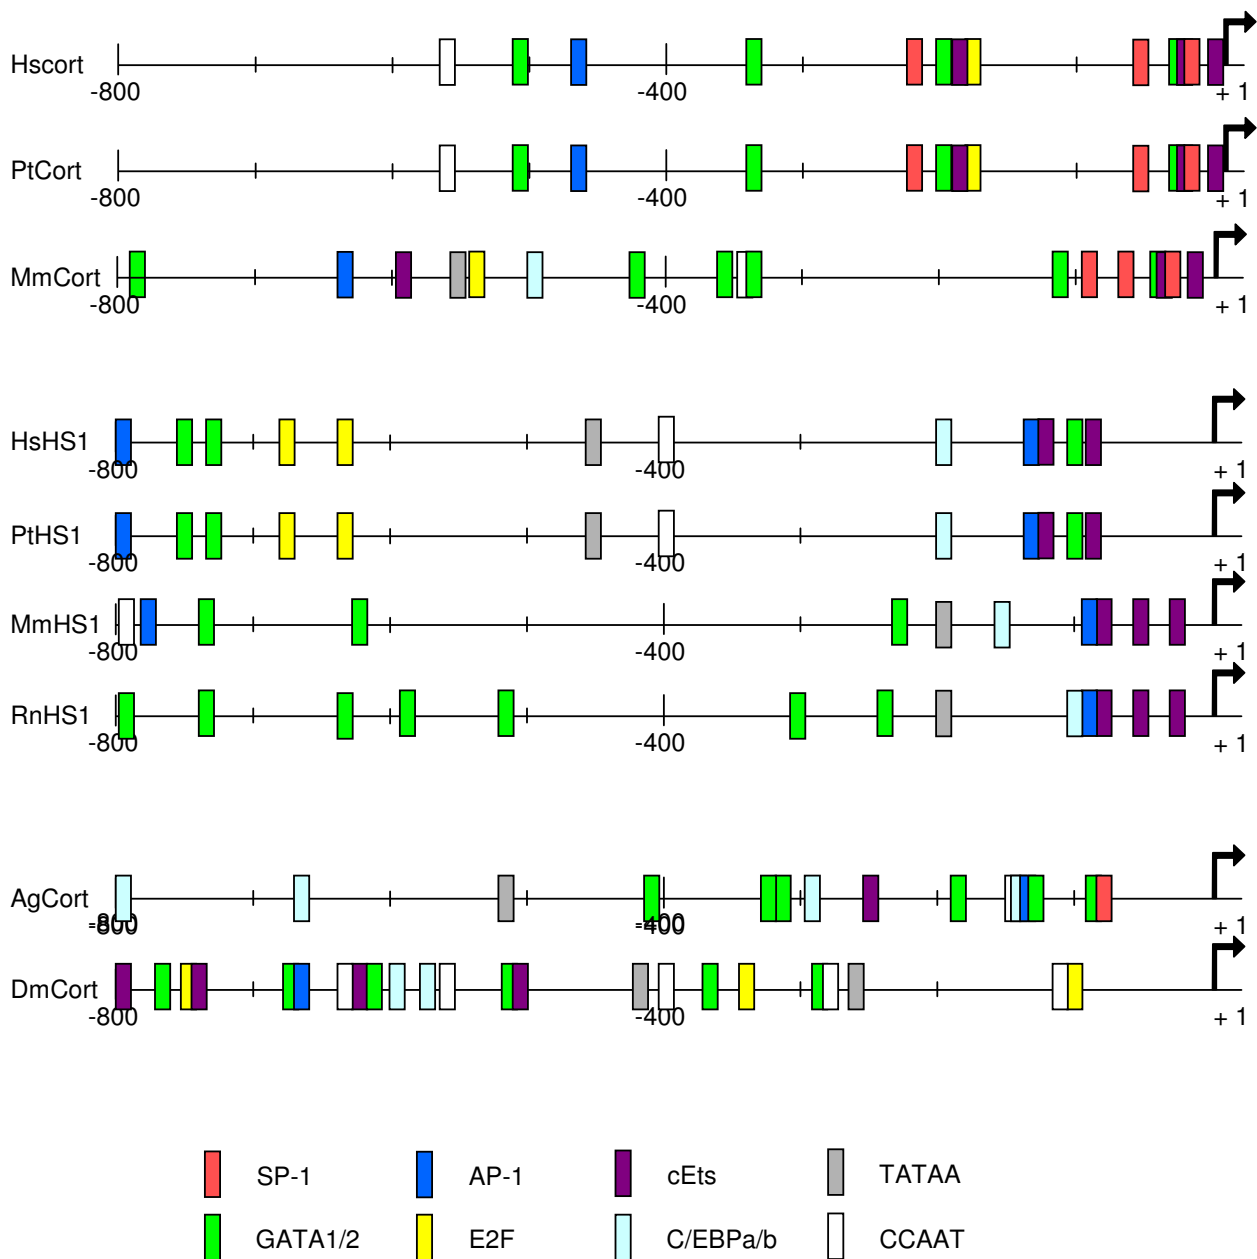 Hscort
-800 -400 + 1
PtCort
-800 -400 + 1
MmCort
-800 -400 + 1
HsHS1
-800 -400 + 1
PtHS1
-800 -400 + 1
MmHS1
-800 -400 + 1
RnHS1
-800 -400 + 1
AgCort
-800 -400 + 1
DmCort
-800 -400 + 1
SP-1 AP-1 cEts TATAA
GATA1/2 E2F C/EBPa/b CCAAT